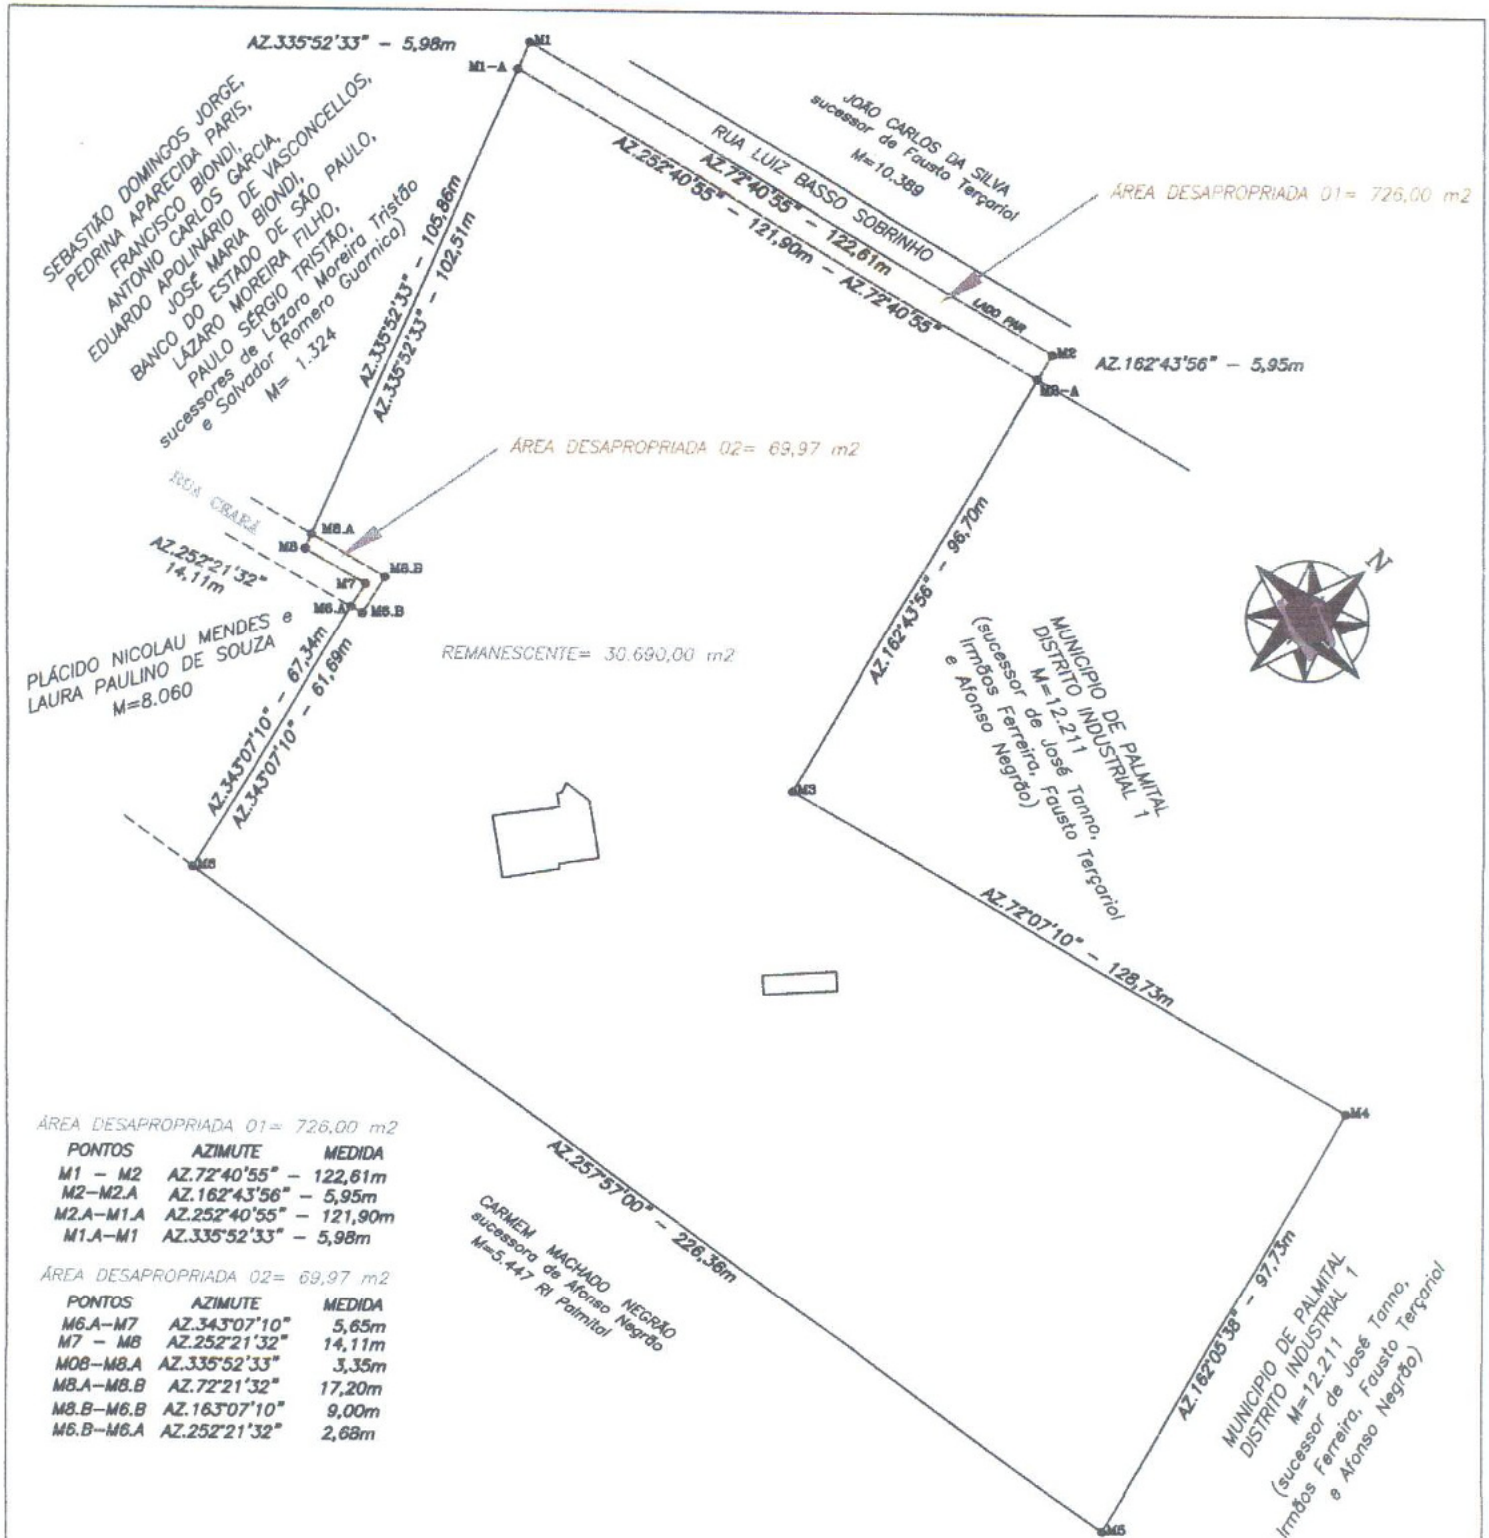 AZ.335°52'33" - 5,98m
M1
M1-A
SEBASTIÃO DOMINGOS JORGE,
PEDRINA APARECIDA PARIS,
FRANCISCO BIONDI,
ANTONIO CARLOS GARCIA,
EDUARDO APOLINÁRIO DE VASCONCELLOS,
JOSÉ MARIA BIONDI,
BANCO DO ESTADO DE SÃO PAULO,
LÁZARO MOREIRA FILHO,
PAULO SÉRGIO TRISTÃO,
sucessores de Lázaro Moreira Tristão
e Salvador Romero Guarnica)
M= 1.324
JOÃO CARLOS DA SILVA
sucessor de Fausto Terçariol
M=10.389
RUA LUIZ BASSO SOBRINHO
AZ.72°40'55" - 122,61m
AZ.252°40'55" - 121,90m - AZ.72°40'55"
LADO PAR
ÁREA DESAPROPRIADA 01= 726,00 m2
M2
AZ.162°43'56" - 5,95m
M2-A
AZ.335°52'33" - 105,86m
AZ.335°52'33" - 102,51m
ÁREA DESAPROPRIADA 02= 69,97 m2
RUA CEARÁ
M8.A
M8
AZ.252°21'32"
14,11m
M7
M8.B
M6.A
M6.B
AZ.162°43'56" - 96,70m
N
PLÁCIDO NICOLAU MENDES e
LAURA PAULINO DE SOUZA
M=8.060
REMANESCENTE= 30.690,00 m2
MUNICIPIO DE PALMITAL
DISTRITO INDUSTRIAL 1
M=12.211
(sucessor de José Tanno,
Irmãos Ferreira, Fausto Terçariol
e Afonso Negrão)
AZ.343°07'10" - 67,34m
AZ.343°07'10" - 61,69m
M3
M6
AZ.72°07'10" - 128,73m
M4
AZ.257°57'00" - 226,36m
CARMEM MACHADO NEGRÃO
sucessora de Afonso Negrão
M=5.447 RI Palmital
AZ.162°05'38" - 97,73m
MUNICIPIO DE PALMITAL
DISTRITO INDUSTRIAL 1
M=12.211
(sucessor de José Tanno,
Irmãos Ferreira, Fausto Terçariol
e Afonso Negrão)
M5
ÁREA DESAPROPRIADA 01= 726,00 m2
PONTOS AZIMUTE MEDIDA
M1 - M2 AZ.72°40'55" - 122,61m
M2-M2.A AZ.162°43'56" - 5,95m
M2.A-M1.A AZ.252°40'55" - 121,90m
M1.A-M1 AZ.335°52'33" - 5,98m
ÁREA DESAPROPRIADA 02= 69,97 m2
PONTOS AZIMUTE MEDIDA
M6.A-M7 AZ.343°07'10" 5,65m
M7 - M8 AZ.252°21'32" 14,11m
M08-M8.A AZ.335°52'33" 3,35m
M8.A-M8.B AZ.72°21'32" 17,20m
M8.B-M6.B AZ.163°07'10" 9,00m
M6.B-M6.A AZ.252°21'32" 2,68m